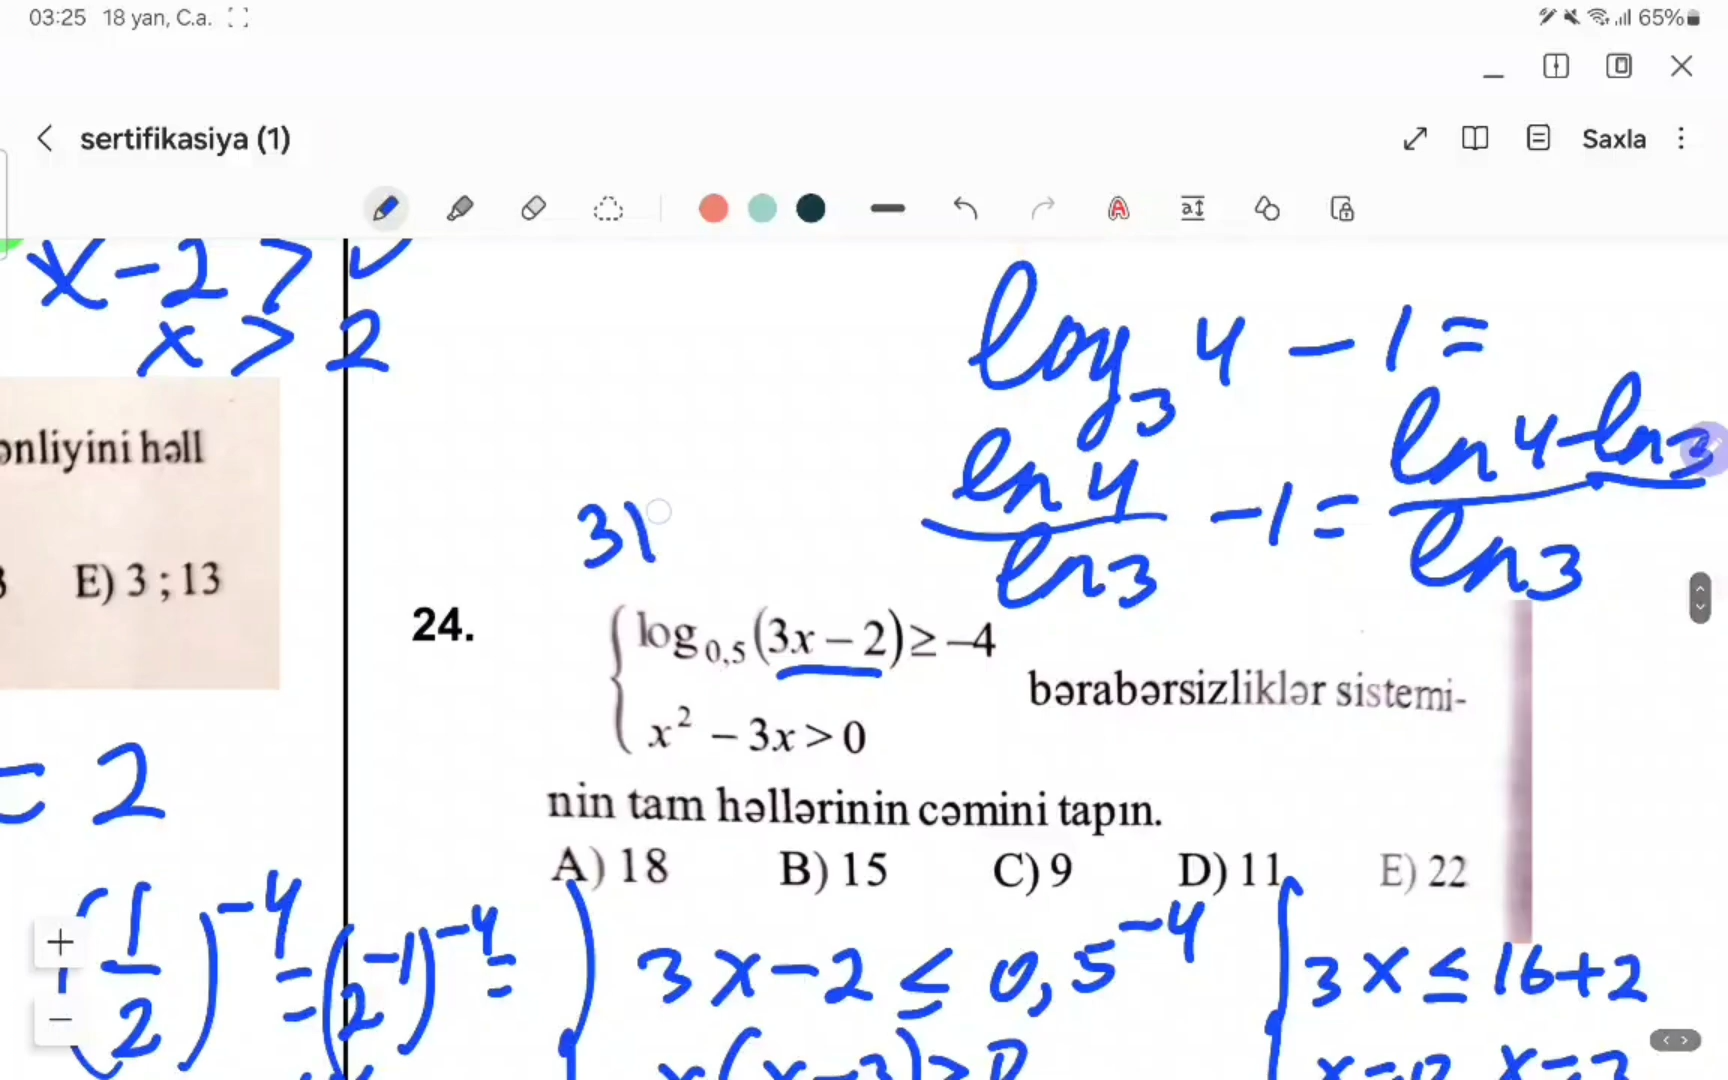 03:25 18 yan, C.a. 65%
sertifikasiya (1) Saxla
x-2>
x>2
log₃4-1=
ln4/ln3 -1= ln4-ln3/ln3
ənliyini həll
E) 3 ; 13
31
24.
log₀,₅(3x – 2) ≥ –4
x² – 3x > 0
bərabərsizliklər sistemi-
nin tam həllərinin cəmini tapın.
A) 18 B) 15 C) 9 D) 11 E) 22
= 2
(1/2)⁻⁴=(2⁻¹)⁻⁴=
3x-2≤0,5⁻⁴
3x≤16+2